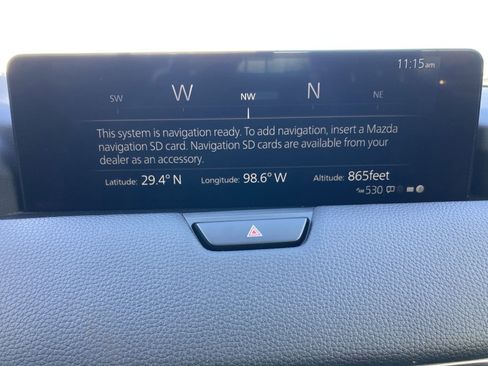 11:15am
SW W NW N NE
This system is navigation ready. To add navigation, insert a Mazda
navigation SD card. Navigation SD cards are available from your
dealer as an accessory.
Latitude: 29.4° N Longitude: 98.6° W Altitude: 865feet
AM 530